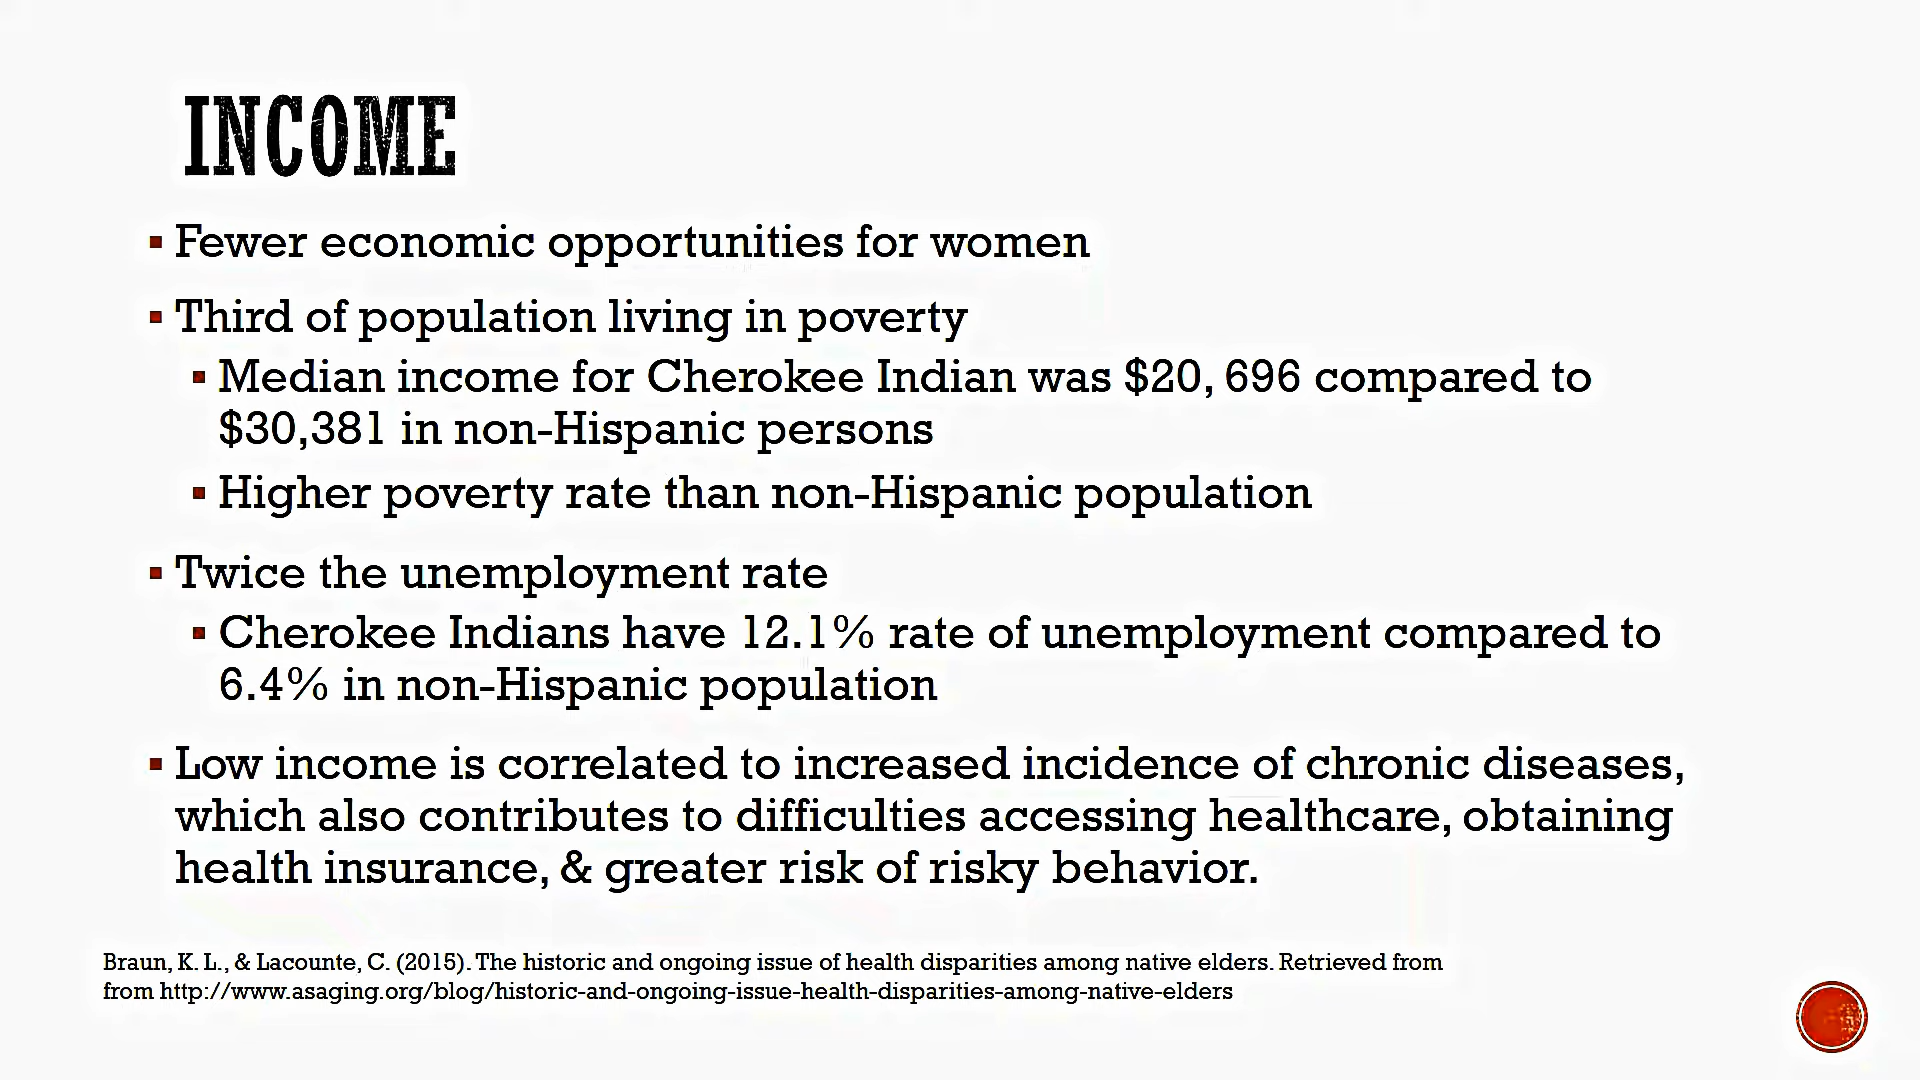 INCOME
▪ Fewer economic opportunities for women
▪ Third of population living in poverty
▪ Median income for Cherokee Indian was $20, 696 compared to
$30,381 in non-Hispanic persons
▪ Higher poverty rate than non-Hispanic population
▪ Twice the unemployment rate
▪ Cherokee Indians have 12.1% rate of unemployment compared to
6.4% in non-Hispanic population
▪ Low income is correlated to increased incidence of chronic diseases,
which also contributes to difficulties accessing healthcare, obtaining
health insurance, & greater risk of risky behavior.
Braun, K. L., & Lacounte, C. (2015). The historic and ongoing issue of health disparities among native elders. Retrieved from
from http://www.asaging.org/blog/historic-and-ongoing-issue-health-disparities-among-native-elders